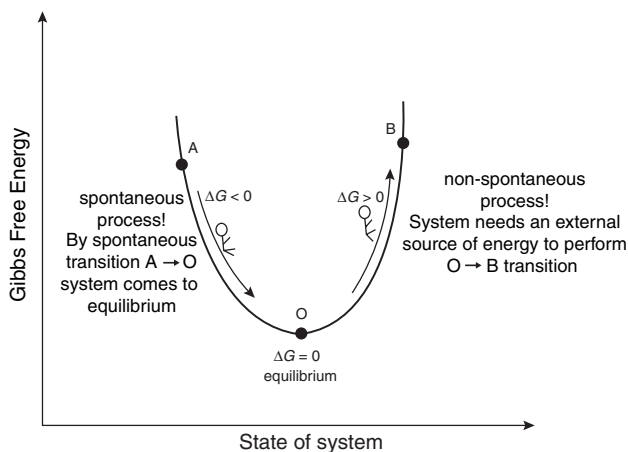 Gibbs Free Energy
A
B
ΔG < 0
ΔG > 0
spontaneous
process!
By spontaneous
transition A → O
system comes to
equilibrium
non-spontaneous
process!
System needs an external
source of energy to perform
O → B transition
O
ΔG = 0
equilibrium
State of system